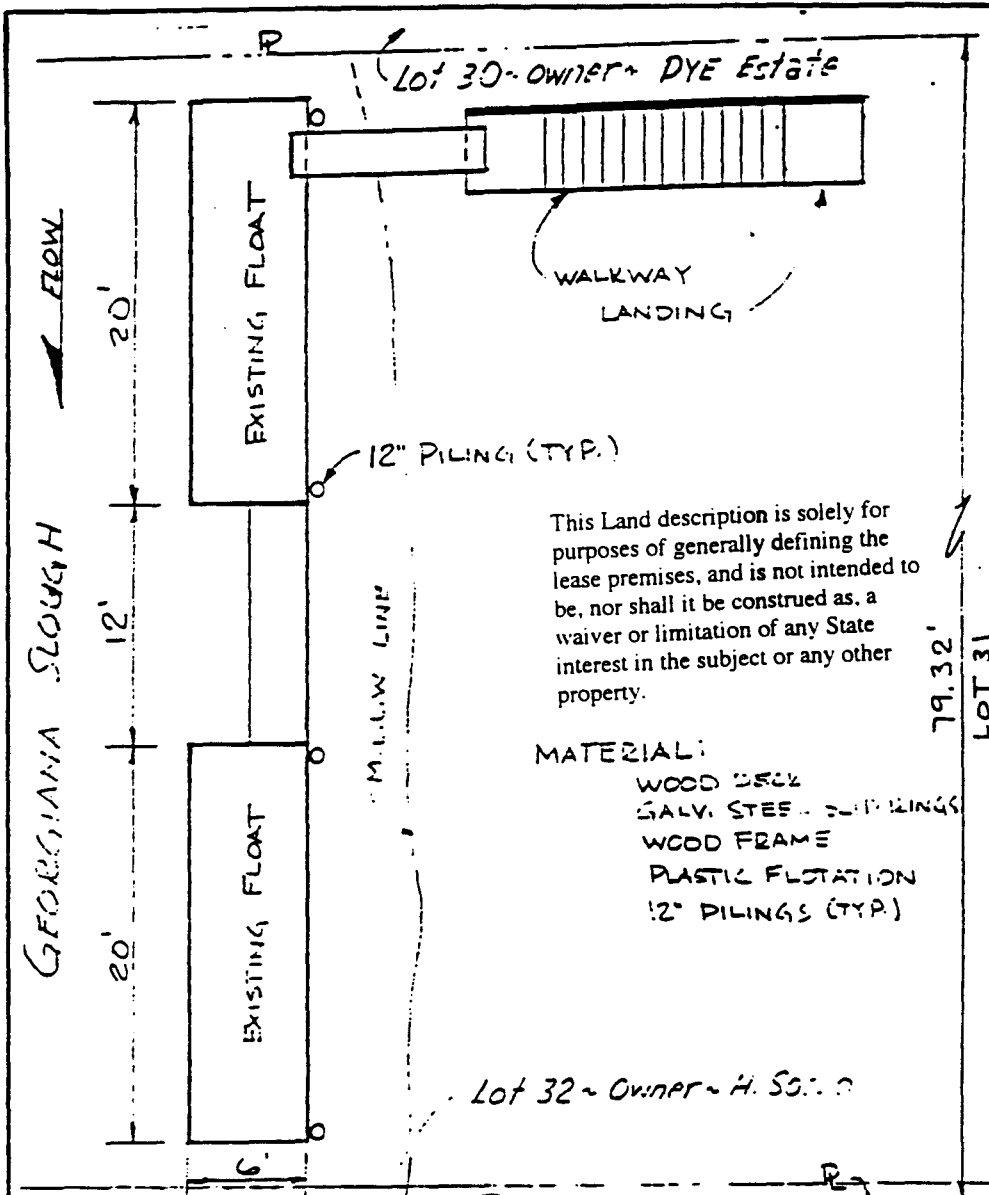 Lot 30 ~ Owner ~ DYE Estate
FLOW
20'
EXISTING FLOAT
WALKWAY
LANDING
12" PILING (TYP.)
GEORGIANA SLOUGH
12'
M.L.L.W LINE
This Land description is solely for
purposes of generally defining the
lease premises, and is not intended to
be, nor shall it be construed as, a
waiver or limitation of any State
interest in the subject or any other
property.
79.32'
LOT 31
MATERIAL:
WOOD DECK
GALV. STEEL
WOOD FRAME
PLASTIC FLOTATION
12" PILINGS (TYP.)
20'
EXISTING FLOAT
Lot 32 ~ Owner ~ H.
6'